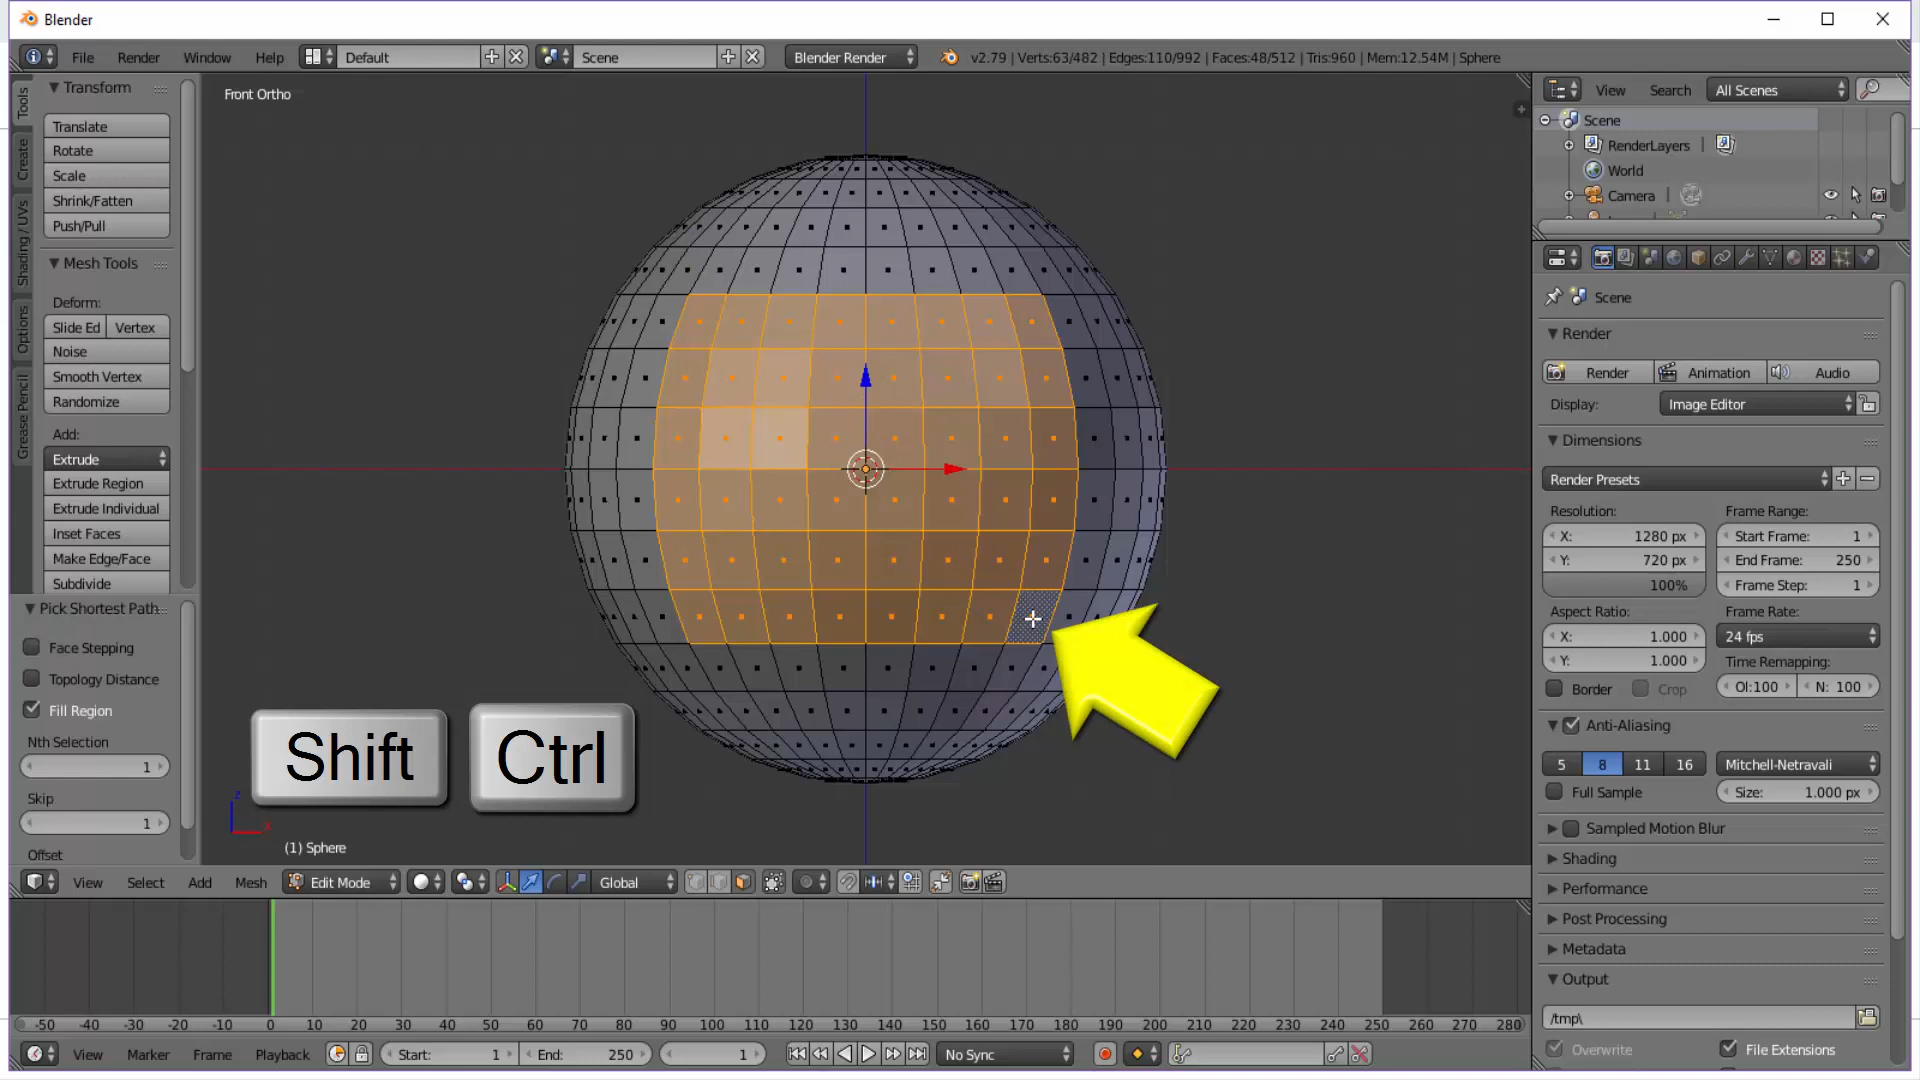 Blender
File Render Window Help Default Scene Blender Render v2.79 | Verts:63/482 | Edges:110/992 | Faces:48/512 | Tris:960 | Mem:12.54M | Sphere
Tools
Create
Shading / UVs
Options
Grease Pencil
Transform
Translate
Rotate
Scale
Shrink/Fatten
Push/Pull
Mesh Tools
Deform:
Slide Ed Vertex
Noise
Smooth Vertex
Randomize
Add:
Extrude
Extrude Region
Extrude Individual
Inset Faces
Make Edge/Face
Subdivide
Pick Shortest Path
Face Stepping
Topology Distance
Fill Region
Nth Selection
1
Skip
1
Offset
Front Ortho
Shift Ctrl
z
x
(1) Sphere
View Select Add Mesh Edit Mode Global
-50 -40 -30 -20 -10 0 10 20 30 40 50 60 70 80 90 100 110 120 130 140 150 160 170 180 190 200 210 220 230 240 250 260 270 280
View Marker Frame Playback Start: 1 End: 250 1 No Sync
View Search All Scenes
Scene
RenderLayers |
World
Camera |
Scene
Render
Render Animation Audio
Display: Image Editor
Dimensions
Render Presets
Resolution: Frame Range:
X: 1280 px Start Frame: 1
Y: 720 px End Frame: 250
100% Frame Step: 1
Aspect Ratio: Frame Rate:
X: 1.000 24 fps
Y: 1.000 Time Remapping:
Border Crop Ol:100 N: 100
Anti-Aliasing
5 8 11 16 Mitchell-Netravali
Full Sample Size: 1.000 px
Sampled Motion Blur
Shading
Performance
Post Processing
Metadata
Output
/tmp\
Overwrite File Extensions